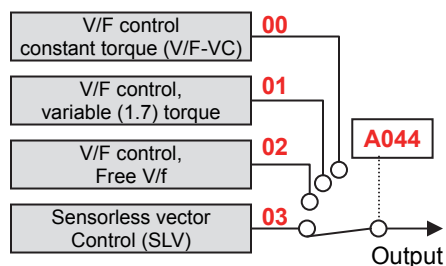 V/F control
constant torque (V/F-VC)
00
V/F control,
variable (1.7) torque
01
V/F control,
Free V/f
02
A044
Sensorless vector
Control (SLV)
03
Output